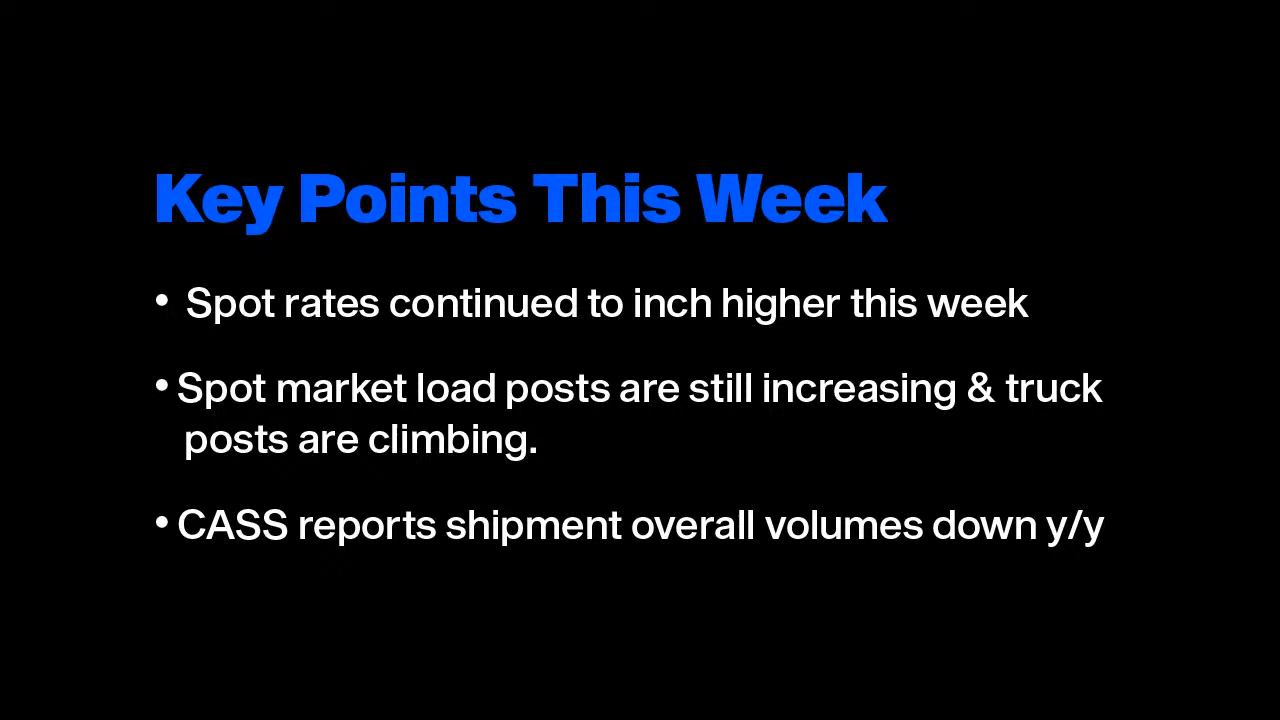 Key Points This Week
• Spot rates continued to inch higher this week
• Spot market load posts are still increasing & truck
posts are climbing.
• CASS reports shipment overall volumes down y/y